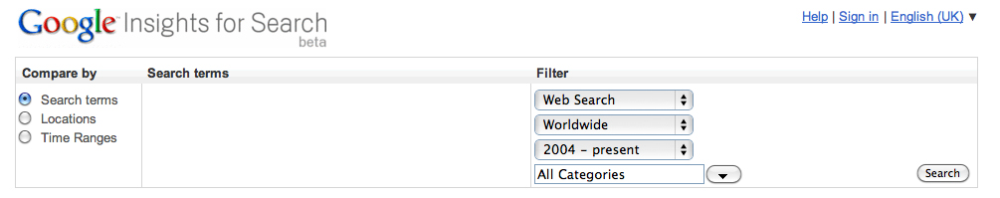 Google Insights for Search
beta
Help | Sign in | English (UK) ▼
Compare by
Search terms
Filter
Search terms
Locations
Time Ranges
Web Search
Worldwide
2004 - present
All Categories
Search